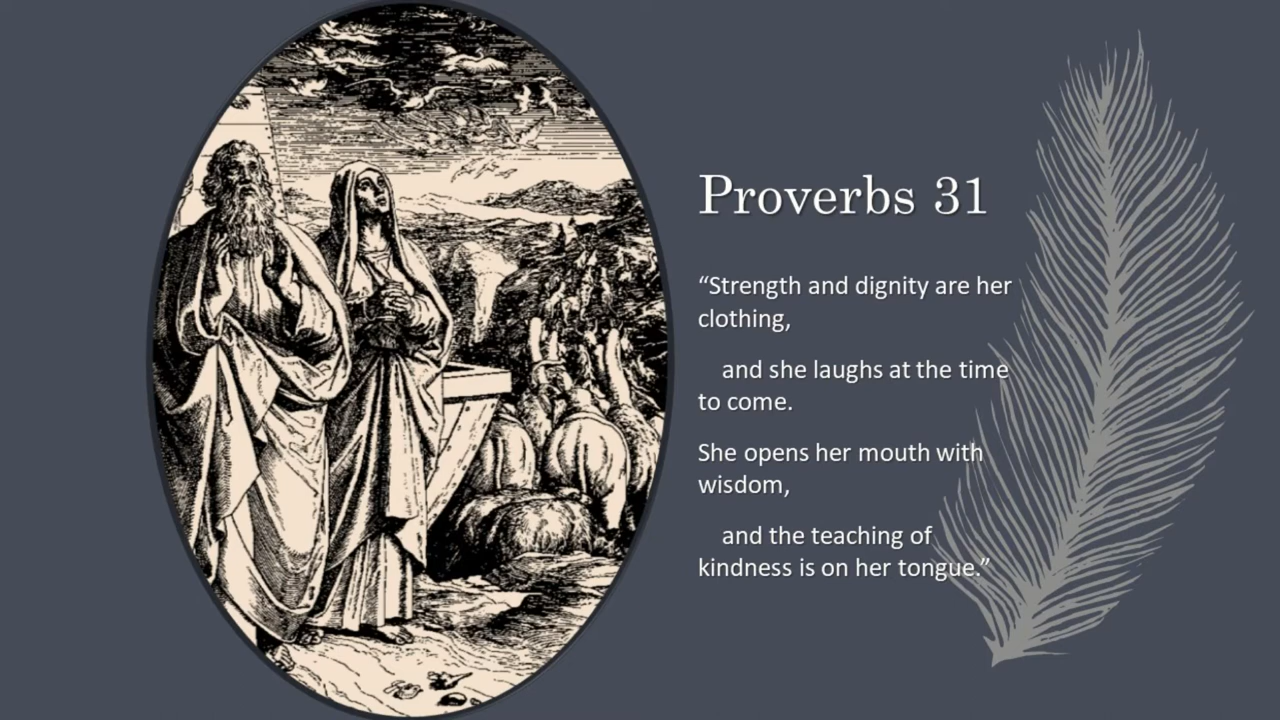 Proverbs 31
“Strength and dignity are her
clothing,
and she laughs at the time
to come.
She opens her mouth with
wisdom,
and the teaching of
kindness is on her tongue.”